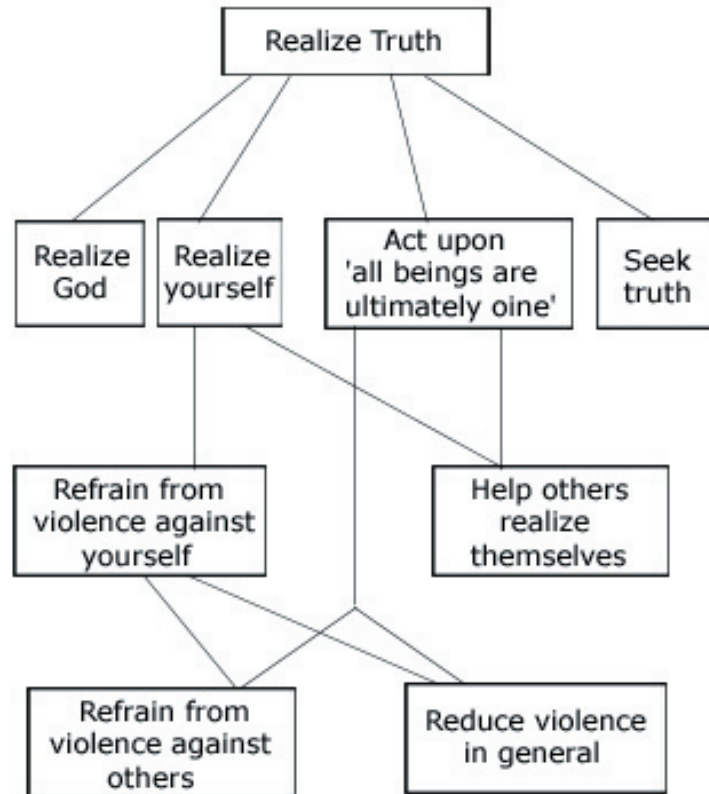 Realize Truth
Realize
God
Realize
yourself
Act upon
'all beings are
ultimately oine'
Seek
truth
Refrain from
violence against
yourself
Help others
realize
themselves
Refrain from
violence against
others
Reduce violence
in general